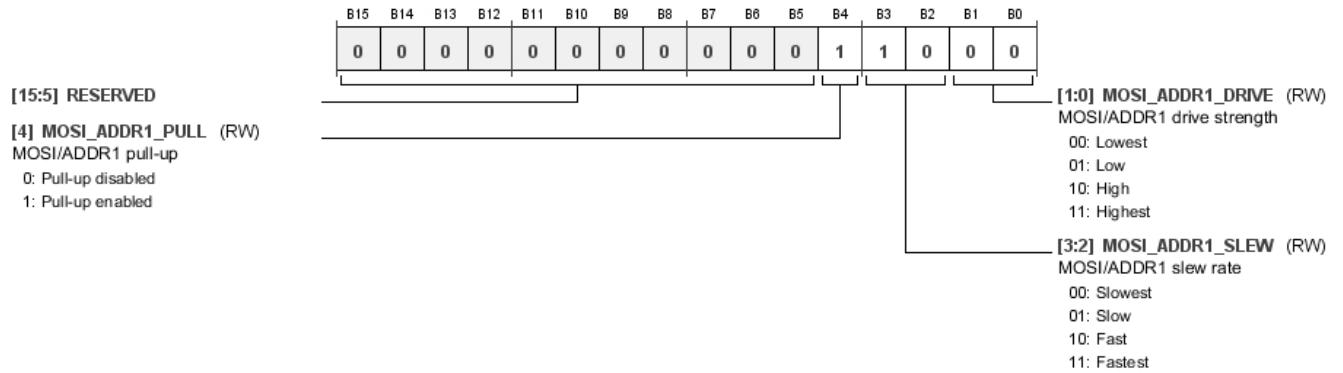 B15 B14 B13 B12 B11 B10 B9 B8 B7 B6 B5 B4 B3 B2 B1 B0
0 0 0 0 0 0 0 0 0 0 0 1 1 0 0 0
[15:5] RESERVED
[4] MOSI_ADDR1_PULL (RW)
MOSI/ADDR1 pull-up
0: Pull-up disabled
1: Pull-up enabled
[1:0] MOSI_ADDR1_DRIVE (RW)
MOSI/ADDR1 drive strength
00: Lowest
01: Low
10: High
11: Highest
[3:2] MOSI_ADDR1_SLEW (RW)
MOSI/ADDR1 slew rate
00: Slowest
01: Slow
10: Fast
11: Fastest